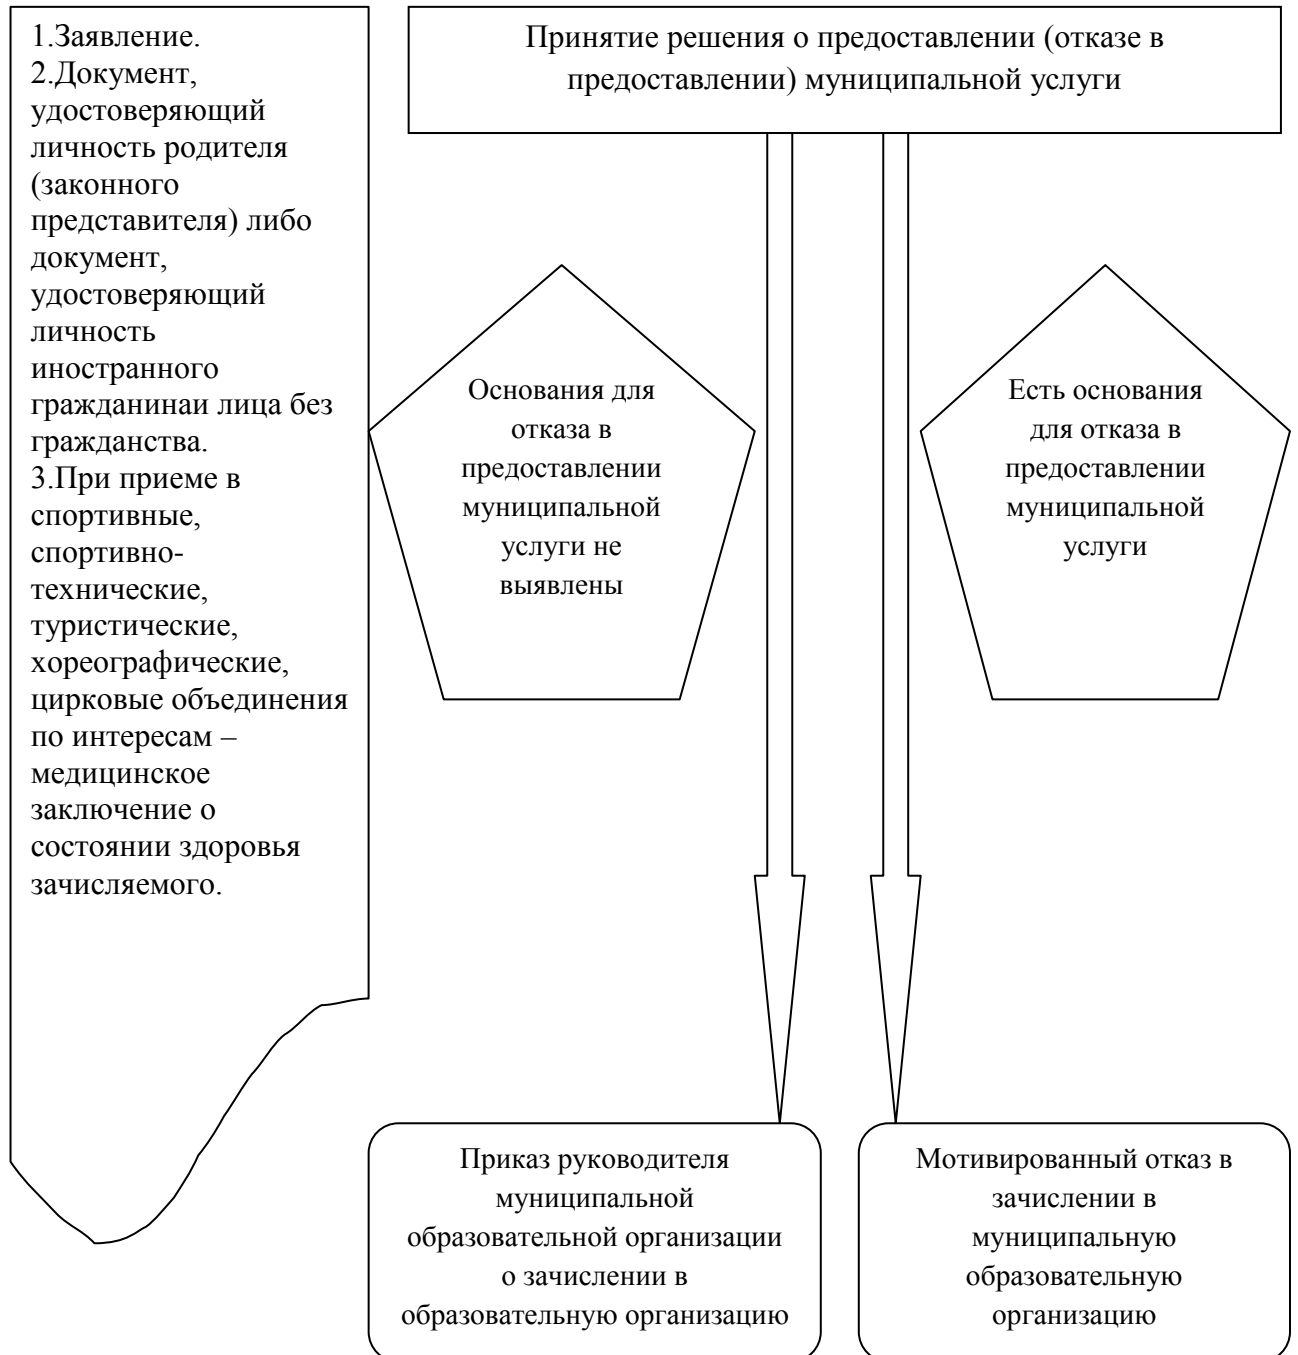 1.Заявление.
2.Документ,
удостоверяющий
личность родителя
(законного
представителя) либо
документ,
удостоверяющий
личность
иностранного
гражданинаи лица без
гражданства.
3.При приеме в
спортивные,
спортивно-
технические,
туристические,
хореографические,
цирковые объединения
по интересам –
медицинское
заключение о
состоянии здоровья
зачисляемого.
Принятие решения о предоставлении (отказе в
предоставлении) муниципальной услуги
Основания для
отказа в
предоставлении
муниципальной
услуги не
выявлены
Есть основания
для отказа в
предоставлении
муниципальной
услуги
Приказ руководителя
муниципальной
образовательной организации
о зачислении в
образовательную организацию
Мотивированный отказ в
зачислении в
муниципальную
образовательную
организацию